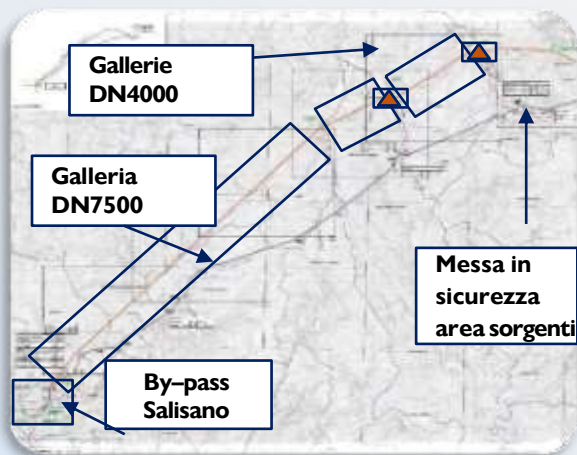 Gallerie
DN4000
Galleria
DN7500
Messa in
sicurezza
area sorgenti
By–pass
Salisano